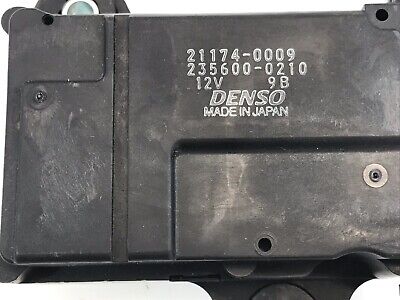 21174-0009
235600-0210
12V 9B
DENSO
MADE IN JAPAN